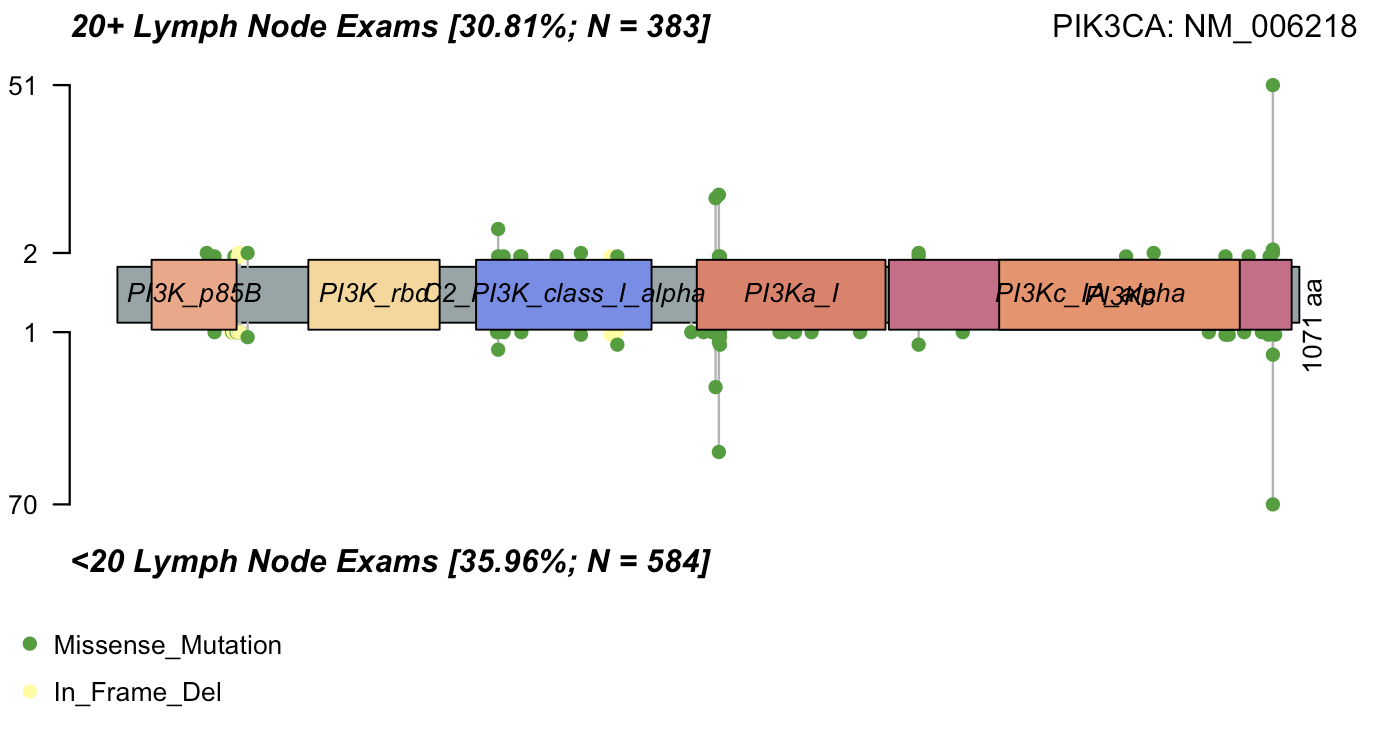 20+ Lymph Node Exams [30.81%; N = 383]
PIK3CA: NM_006218
51
2
PI3K_p85B
PI3K_rbd
C2_PI3K_class_I_alpha
PI3Ka_I
PI3Kc_IA_alpha
PI3Kc
1071 aa
1
70
<20 Lymph Node Exams [35.96%; N = 584]
Missense_Mutation
In_Frame_Del